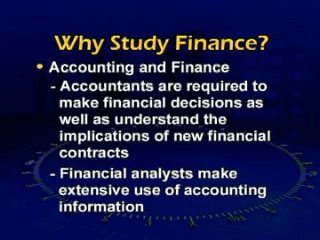 Why Study Finance?
• Accounting and Finance
- Accountants are required to
make financial decisions as
well as understand the
implications of new financial
contracts
- Financial analysts make
extensive use of accounting
information